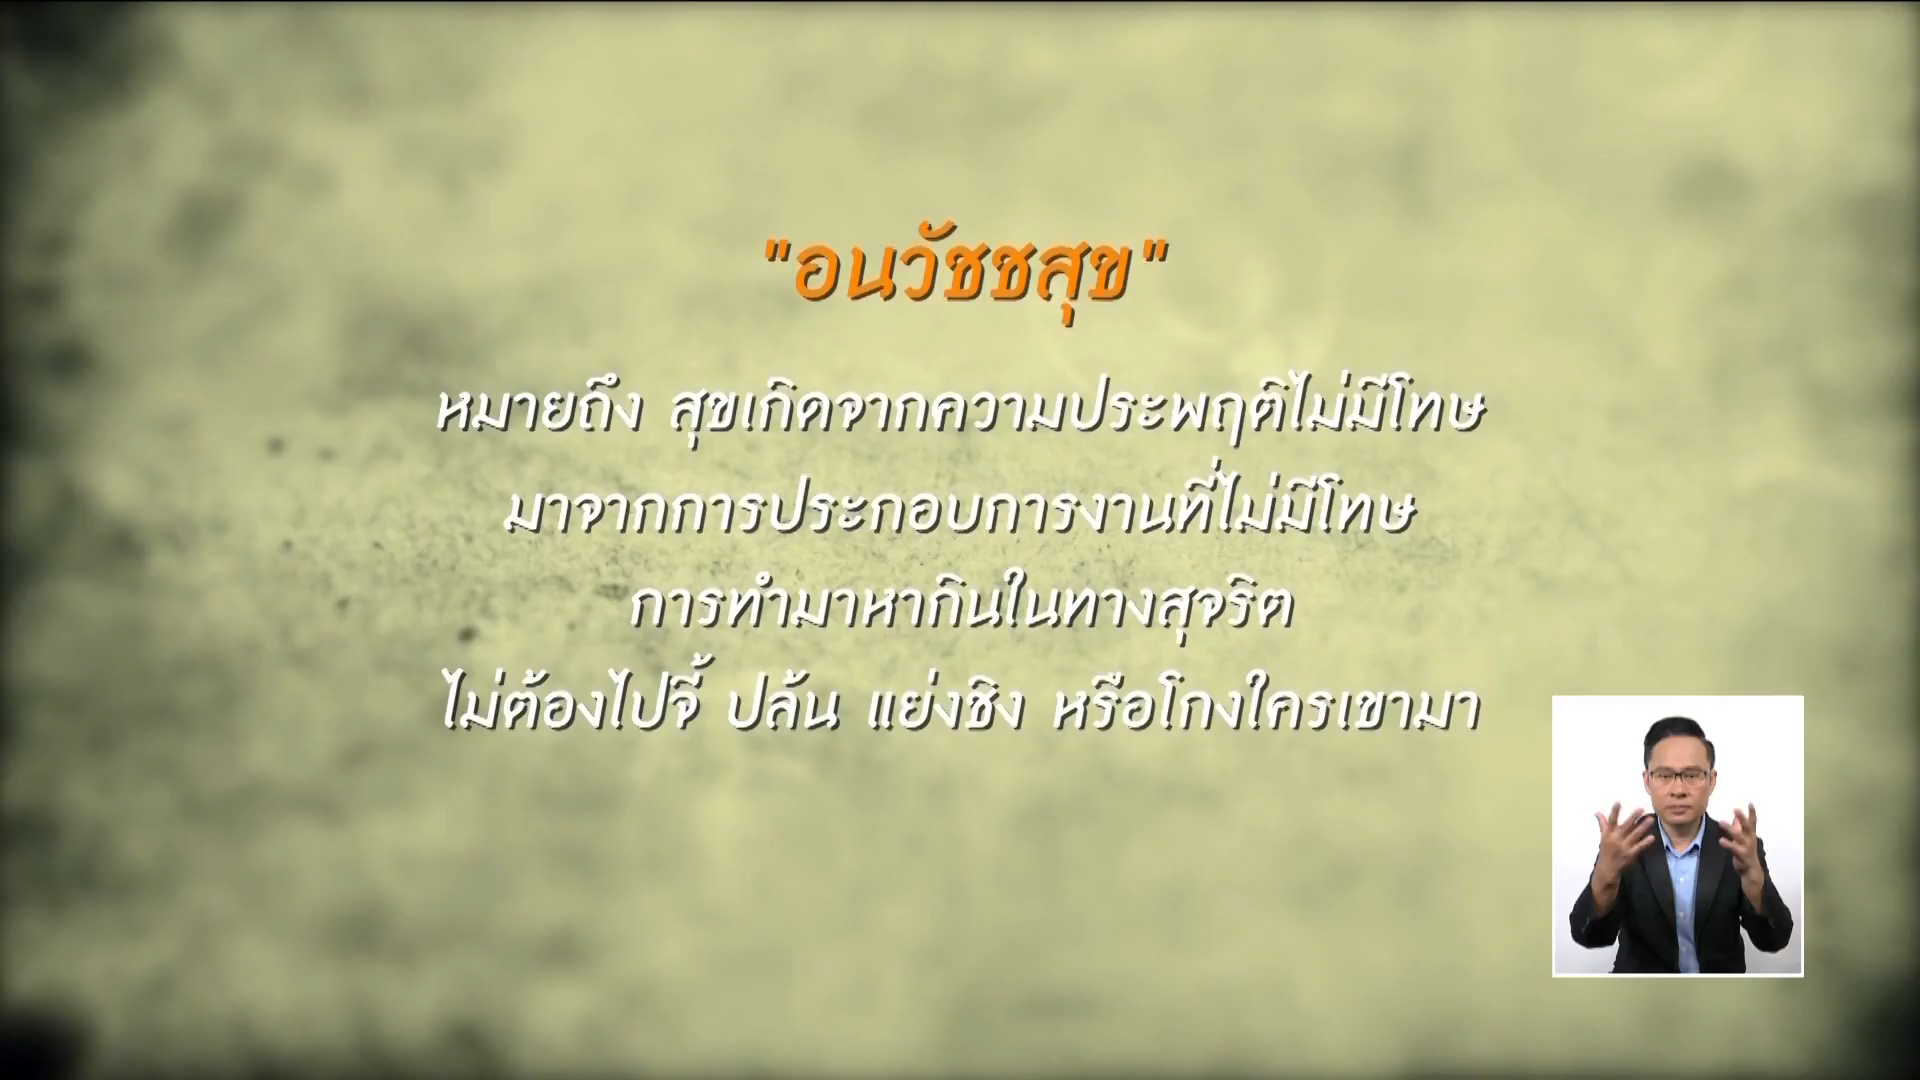 "อนวัชชสุข"
หมายถึง สุขเกิดจากความประพฤติไม่มีโทษ
มาจากการประกอบการงานที่ไม่มีโทษ
การทำมาหากินในทางสุจริต
ไม่ต้องไปจี้ ปล้น แย่งชิง หรือโกงใครเขามา